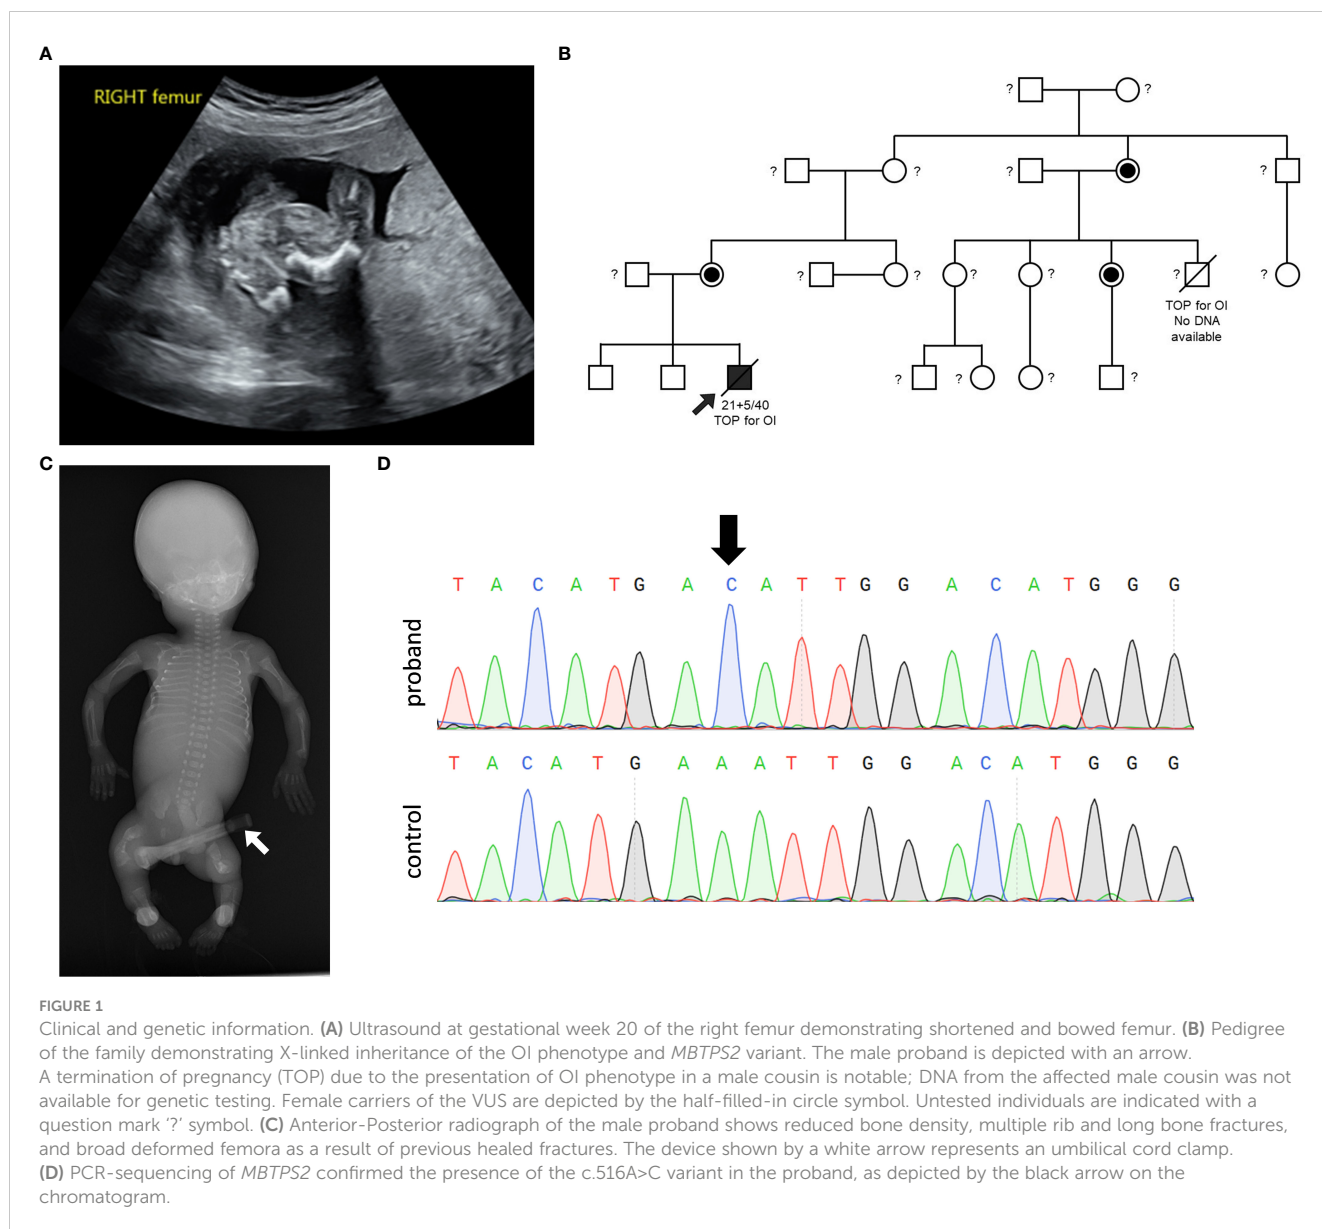 A
RIGHT femur
B
? ?
? ? ? ?
? ? ? ? ? ? ?
TOP for OI
No DNA
available
? ? ? ?
21+5/40
TOP for OI
C
D
T A C A T G A C A T T G G A C A T G G G
proband
T A C A T G A A A T T G G A C A T G G G
control
FIGURE 1
Clinical and genetic information. (A) Ultrasound at gestational week 20 of the right femur demonstrating shortened and bowed femur. (B) Pedigree
of the family demonstrating X-linked inheritance of the OI phenotype and MBTPS2 variant. The male proband is depicted with an arrow.
A termination of pregnancy (TOP) due to the presentation of OI phenotype in a male cousin is notable; DNA from the affected male cousin was not
available for genetic testing. Female carriers of the VUS are depicted by the half-filled-in circle symbol. Untested individuals are indicated with a
question mark ‘?’ symbol. (C) Anterior-Posterior radiograph of the male proband shows reduced bone density, multiple rib and long bone fractures,
and broad deformed femora as a result of previous healed fractures. The device shown by a white arrow represents an umbilical cord clamp.
(D) PCR-sequencing of MBTPS2 confirmed the presence of the c.516A>C variant in the proband, as depicted by the black arrow on the
chromatogram.